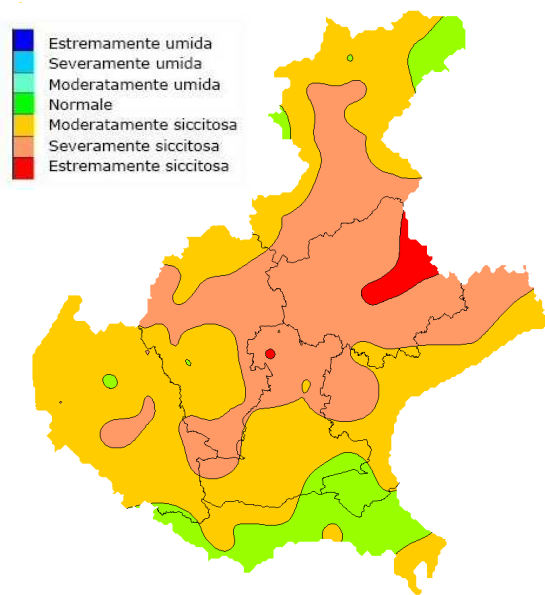 Estremamente umida
Severamente umida
Moderatamente umida
Normale
Moderatamente siccitosa
Severamente siccitosa
Estremamente siccitosa